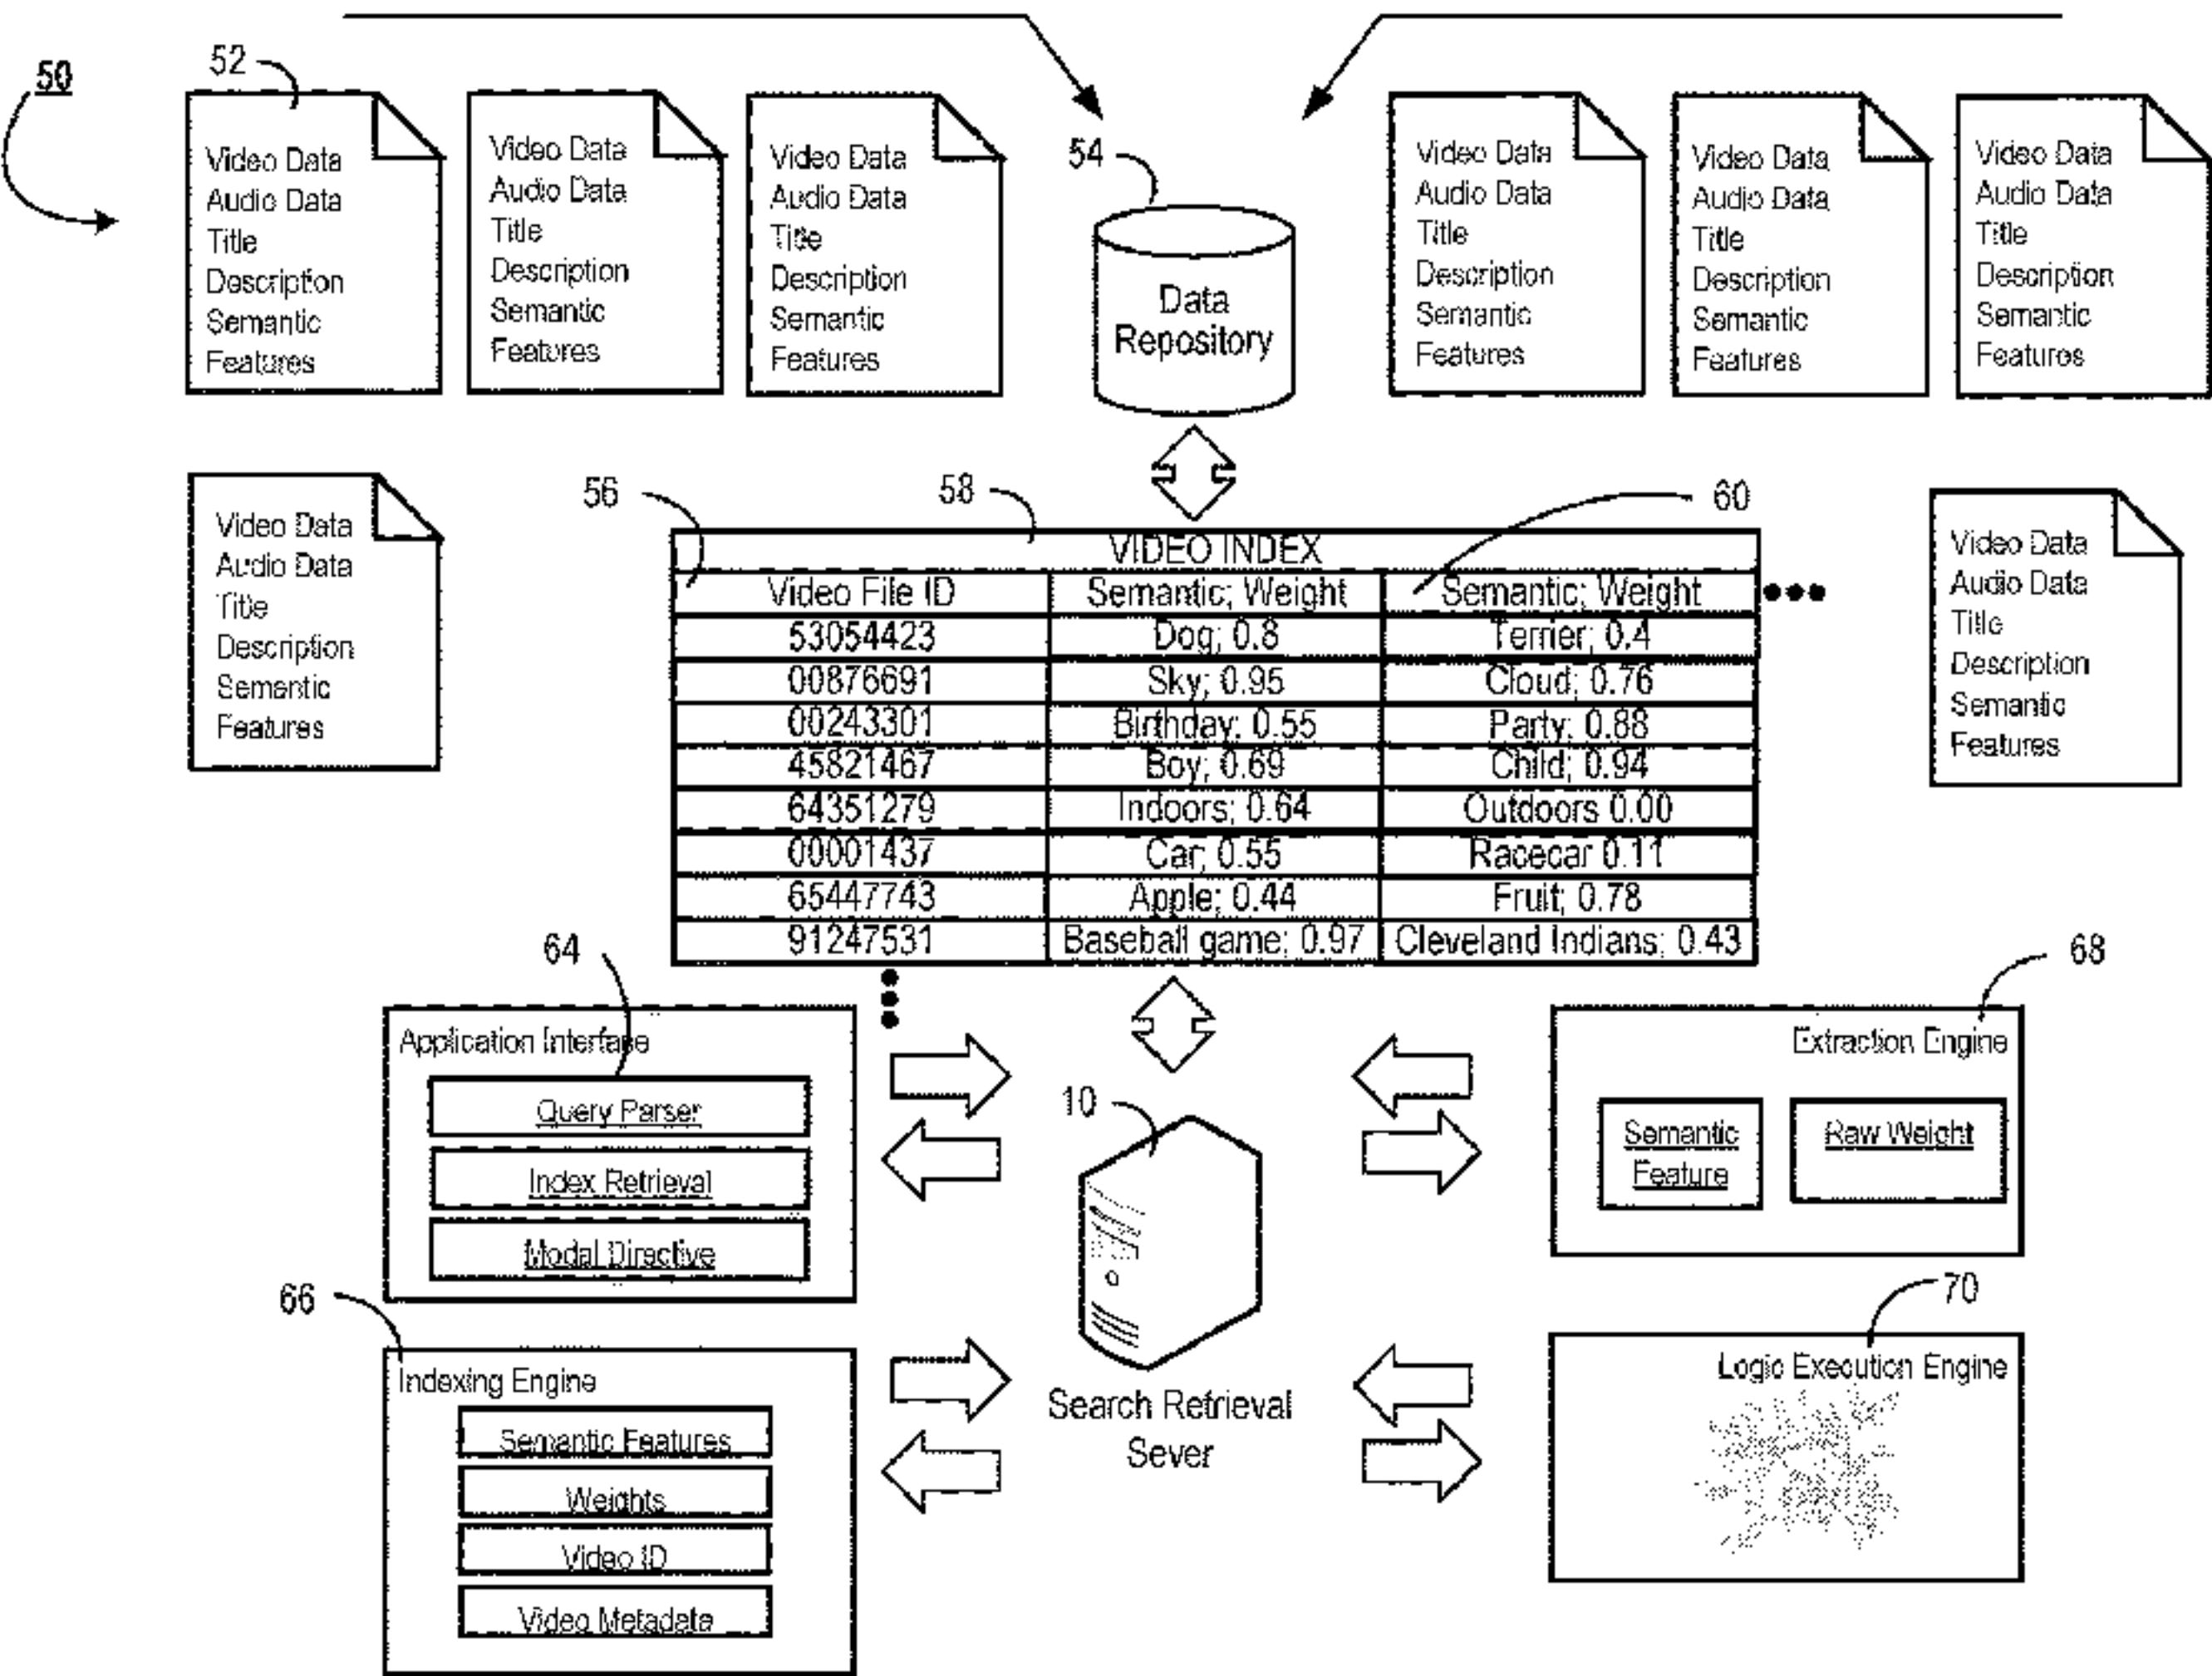 50
52
Video Data
Audio Data
Title
Description
Semantic
Features
Video Data
Audio Data
Title
Description
Semantic
Features
Video Data
Audio Data
Title
Description
Semantic
Features
54
Data
Repository
Video Data
Audio Data
Title
Description
Semantic
Features
Video Data
Audio Data
Title
Description
Semantic
Features
Video Data
Audio Data
Title
Description
Semantic
Features
Video Data
Audio Data
Title
Description
Semantic
Features
56
58
60
VIDEO INDEX
Video File ID Semantic; Weight Semantic; Weight
53054423 Dog; 0.8 Terrier; 0.4
00876691 Sky; 0.95 Cloud; 0.76
00243301 Birthday; 0.55 Party; 0.88
45821467 Boy; 0.69 Child; 0.94
64351279 Indoors; 0.64 Outdoors 0.00
00001437 Car; 0.55 Racecar 0.11
65447743 Apple; 0.44 Fruit; 0.78
91247531 Baseball game; 0.97 Cleveland Indians; 0.43
Video Data
Audio Data
Title
Description
Semantic
Features
64
Application Interface
Query Parser
Index Retrieval
Modal Directive
66
Indexing Engine
Semantic Features
Weights
Video ID
Video Metadata
10
Search Retrieval
Sever
68
Extraction Engine
Semantic
Feature
Raw Weight
70
Logic Execution Engine